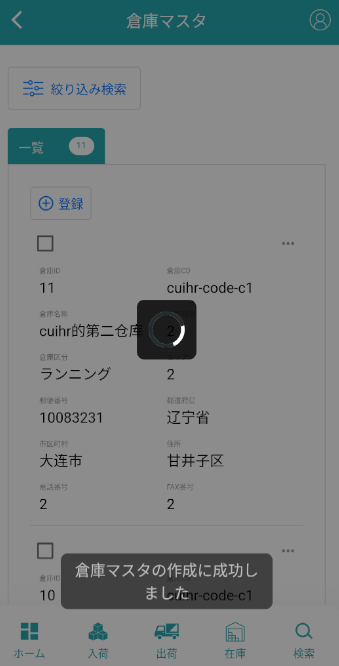 倉庫マスタ
絞り込み検索
一覧 11
登録
倉庫ID 倉庫CD
11 cuihr-code-c1
倉庫名称
cuihr的第二仓库 2
倉庫区分
ランニング 2
郵便番号 都道府県
10083231 辽宁省
市区町村 住所
大连市 甘井子区
電話番号 FAX番号
2 2
倉庫ID
10 cuihr-code-c1
倉庫マスタの作成に成功し
ました
ホーム 入荷 出荷 在庫 検索